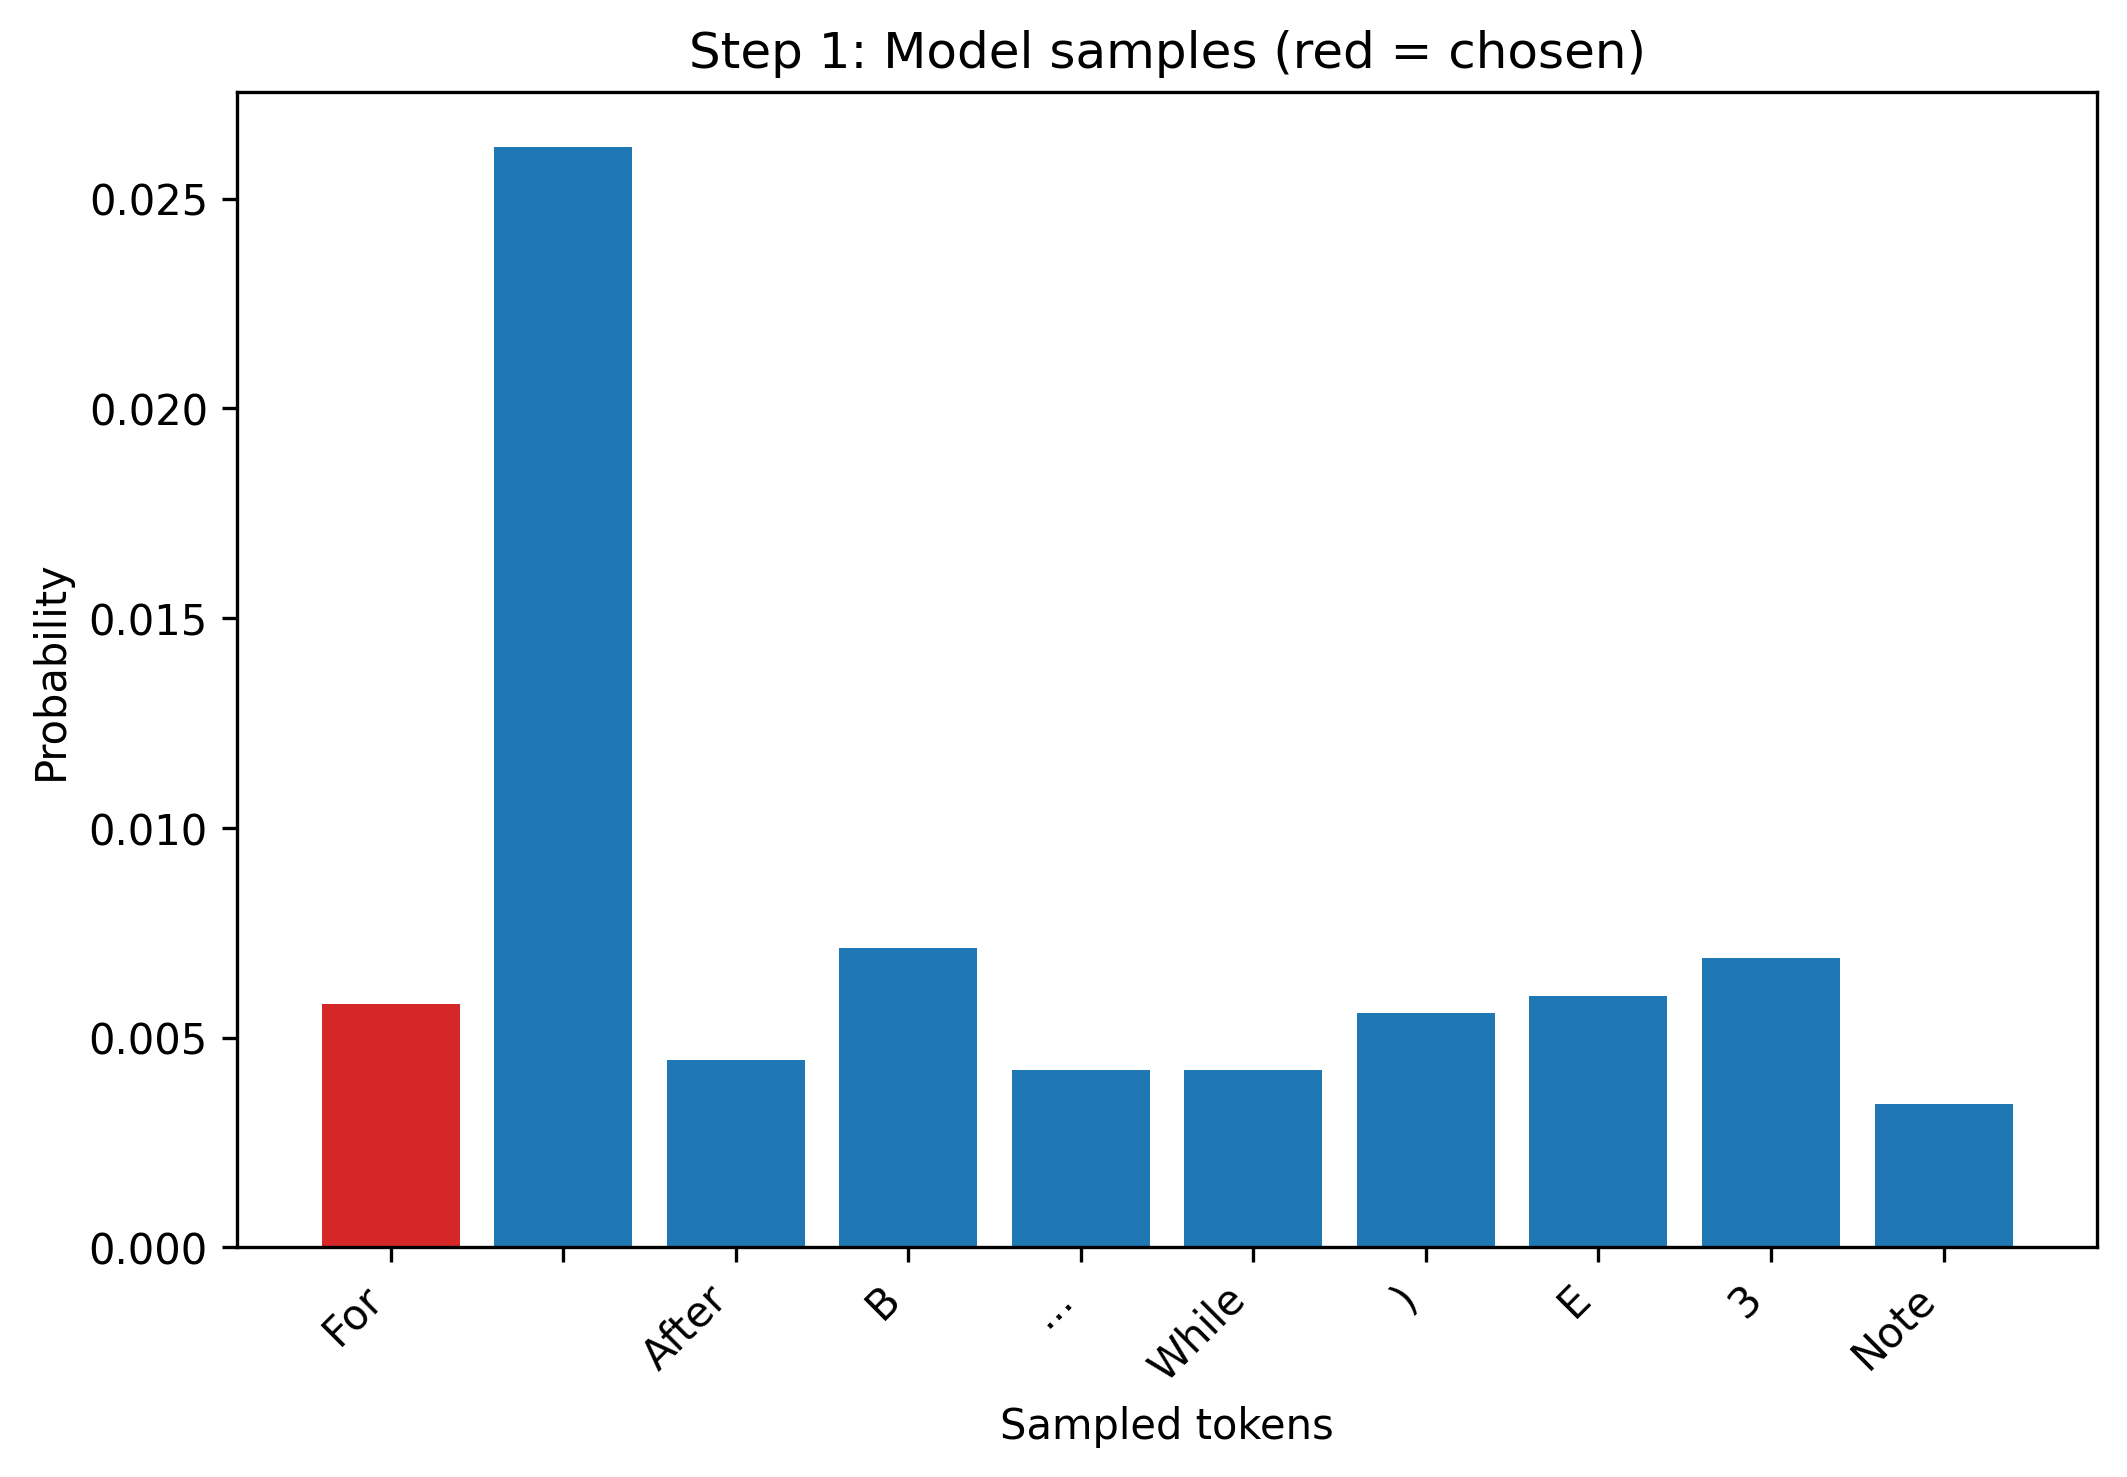 Step 1: Model samples (red = chosen)
Probability
0.025
0.020
0.015
0.010
0.005
0.000
For
After
B
...
While
)
E
3
Note
Sampled tokens